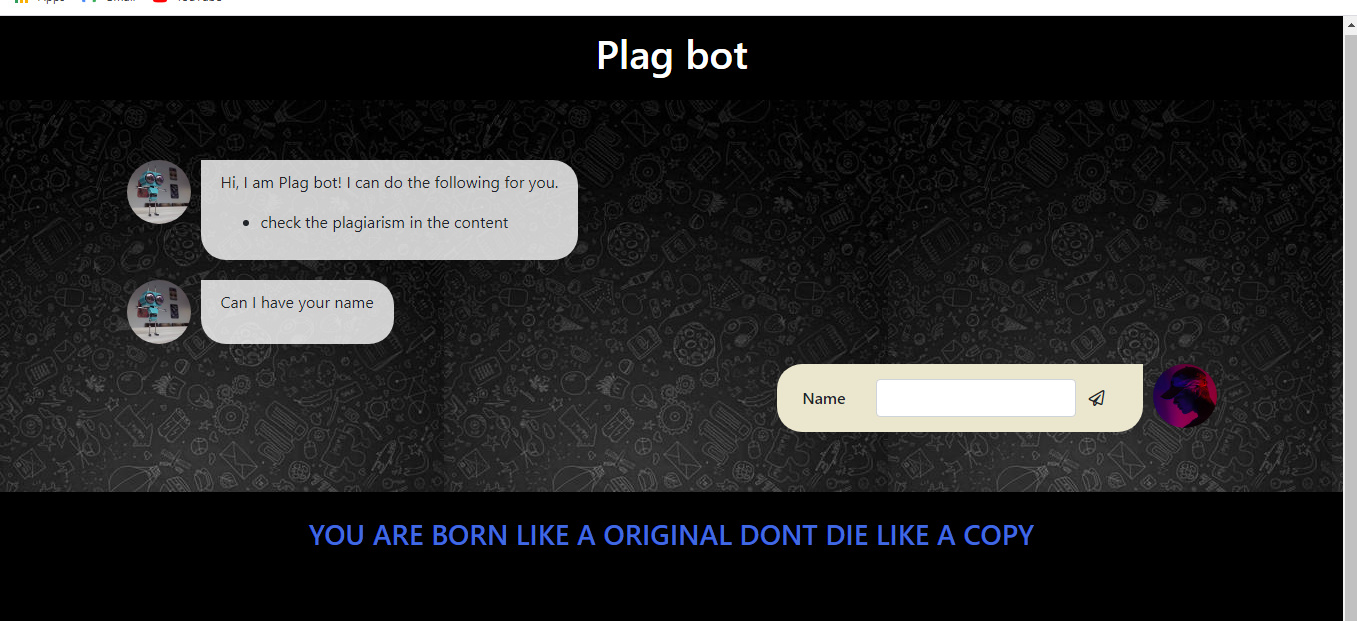 Plag bot
Hi, I am Plag bot! I can do the following for you.
• check the plagiarism in the content
Can I have your name
Name
YOU ARE BORN LIKE A ORIGINAL DONT DIE LIKE A COPY